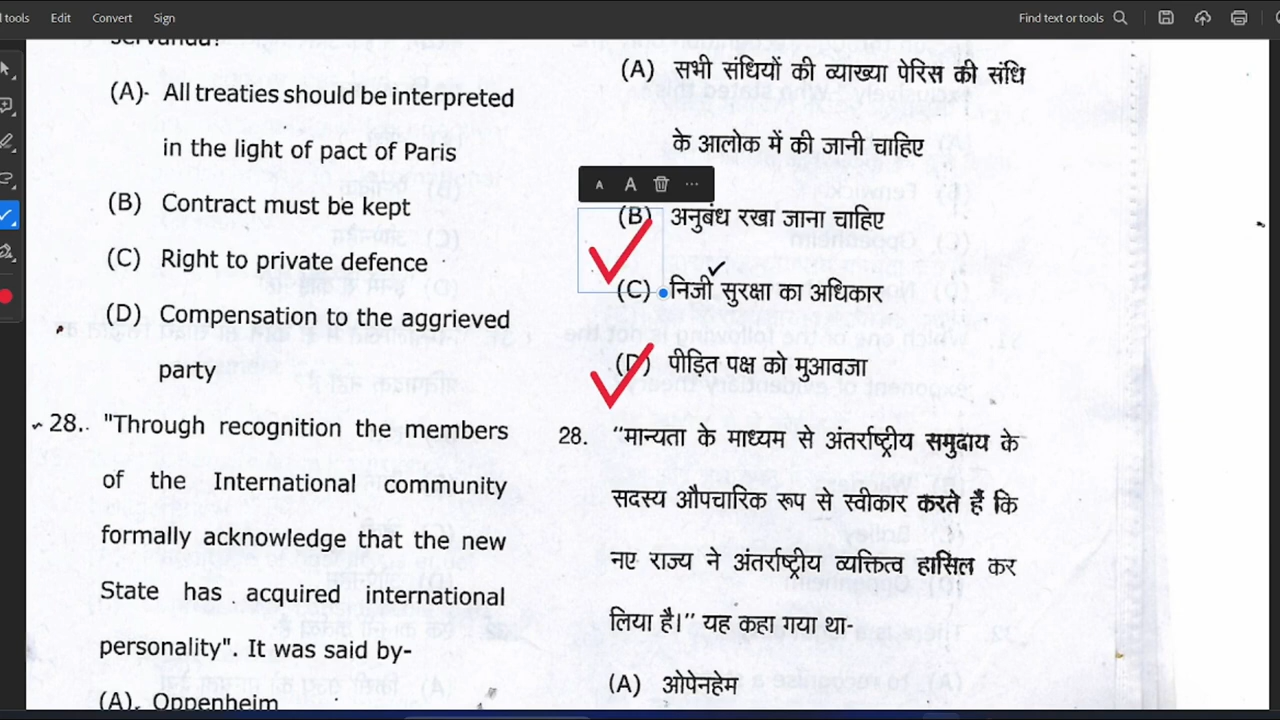 l tools Edit Convert Sign Find text or tools
servanda?
(A) All treaties should be interpreted
in the light of pact of Paris
(B) Contract must be kept
(C) Right to private defence
(D) Compensation to the aggrieved
party
28. "Through recognition the members
of the International community
formally acknowledge that the new
State has acquired international
personality". It was said by-
(A) Oppenheim
(A) सभी संधियों की व्याख्या पेरिस की संधि
के आलोक में की जानी चाहिए
A A ...
(B) अनुबंध रखा जाना चाहिए
(C) निजी सुरक्षा का अधिकार
(D) पीड़ित पक्ष को मुआवजा
28. "मान्यता के माध्यम से अंतर्राष्ट्रीय समुदाय के
सदस्य औपचारिक रूप से स्वीकार करते हैं कि
नए राज्य ने अंतर्राष्ट्रीय व्यक्तित्व हासिल कर
लिया है।" यह कहा गया था-
(A) ओपेनहेम